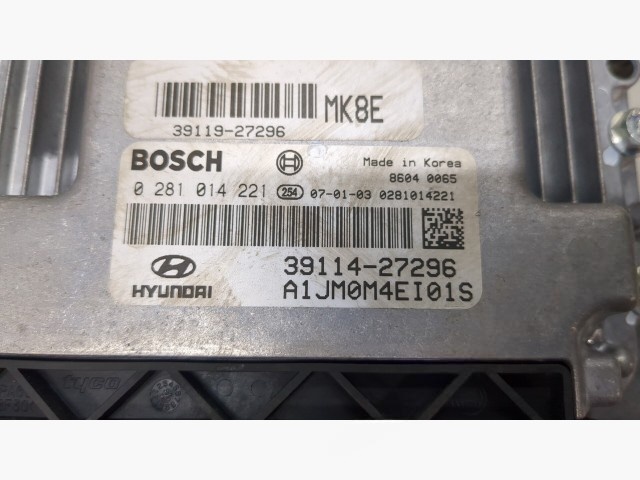 MK8E
39119-27296
BOSCH
Made in Korea
8604 0065
0 281 014 221 254 07-01-03 0281014221
39114-27296
HYUNDAI
A1JM0M4EI01S
tyco